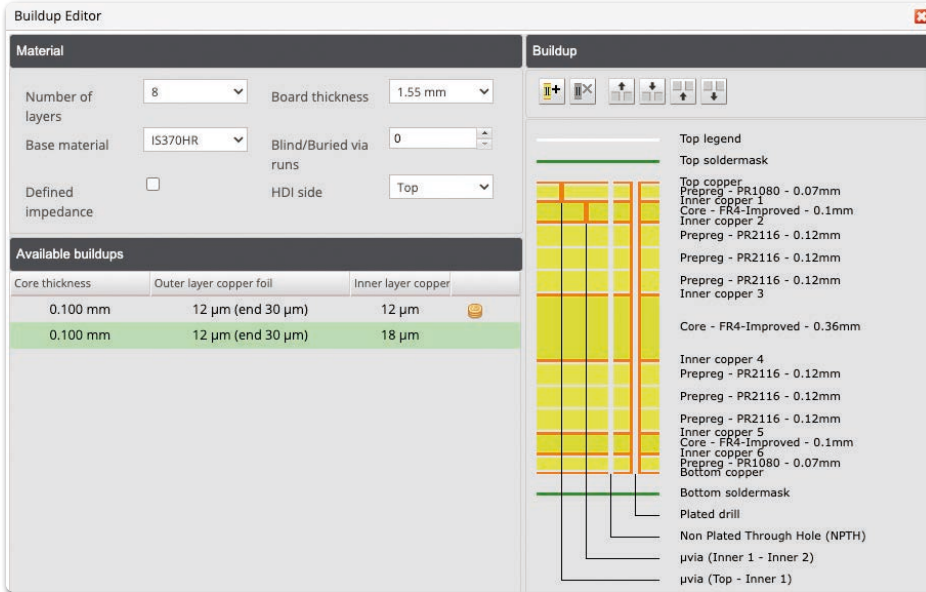 Buildup Editor
Material
Number of layers
8
Board thickness
1.55 mm
Base material
IS370HR
Blind/Buried via runs
0
Defined impedance
HDI side
Top
Available buildups
Core thickness
Outer layer copper foil
Inner layer copper
0.100 mm
12 µm (end 30 µm)
12 µm
0.100 mm
12 µm (end 30 µm)
18 µm
Buildup
Top legend
Top soldermask
Top copper
Prepreg - PR1080 - 0.07mm
Inner copper 1
Core - FR4-Improved - 0.1mm
Inner copper 2
Prepreg - PR2116 - 0.12mm
Prepreg - PR2116 - 0.12mm
Prepreg - PR2116 - 0.12mm
Inner copper 3
Core - FR4-Improved - 0.36mm
Inner copper 4
Prepreg - PR2116 - 0.12mm
Prepreg - PR2116 - 0.12mm
Prepreg - PR2116 - 0.12mm
Inner copper 5
Core - FR4-Improved - 0.1mm
Inner copper 6
Prepreg - PR1080 - 0.07mm
Bottom copper
Bottom soldermask
Plated drill
Non Plated Through Hole (NPTH)
µvia (Inner 1 - Inner 2)
µvia (Top - Inner 1)